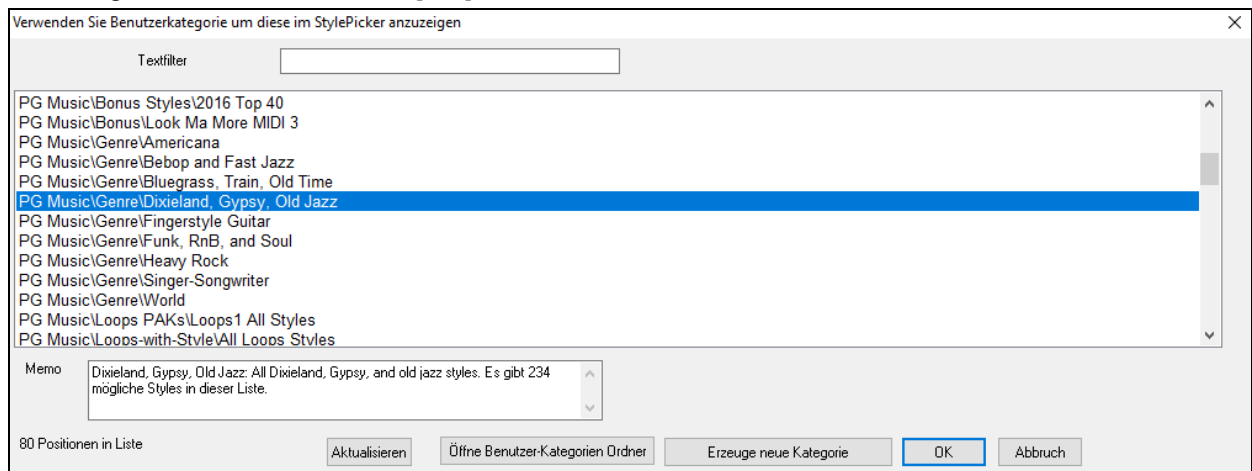 Verwenden Sie Benutzerkategorie um diese im StylePicker anzuzeigen
Textfilter
PG Music\Bonus Styles\2016 Top 40
PG Music\Bonus\Look Ma More MIDI 3
PG Music\Genre\Americana
PG Music\Genre\Bebop and Fast Jazz
PG Music\Genre\Bluegrass, Train, Old Time
PG Music\Genre\Dixieland, Gypsy, Old Jazz
PG Music\Genre\Fingerstyle Guitar
PG Music\Genre\Funk, RnB, and Soul
PG Music\Genre\Heavy Rock
PG Music\Genre\Singer-Songwriter
PG Music\Genre\World
PG Music\Loops PAKs\Loops1 All Styles
PG Music\Loops-with-Style\All Loops Styles
Memo
Dixieland, Gypsy, Old Jazz: All Dixieland, Gypsy, and old jazz styles. Es gibt 234
mögliche Styles in dieser Liste.
80 Positionen in Liste
Aktualisieren
Öffne Benutzer-Kategorien Ordner
Erzeuge neue Kategorie
OK
Abbruch